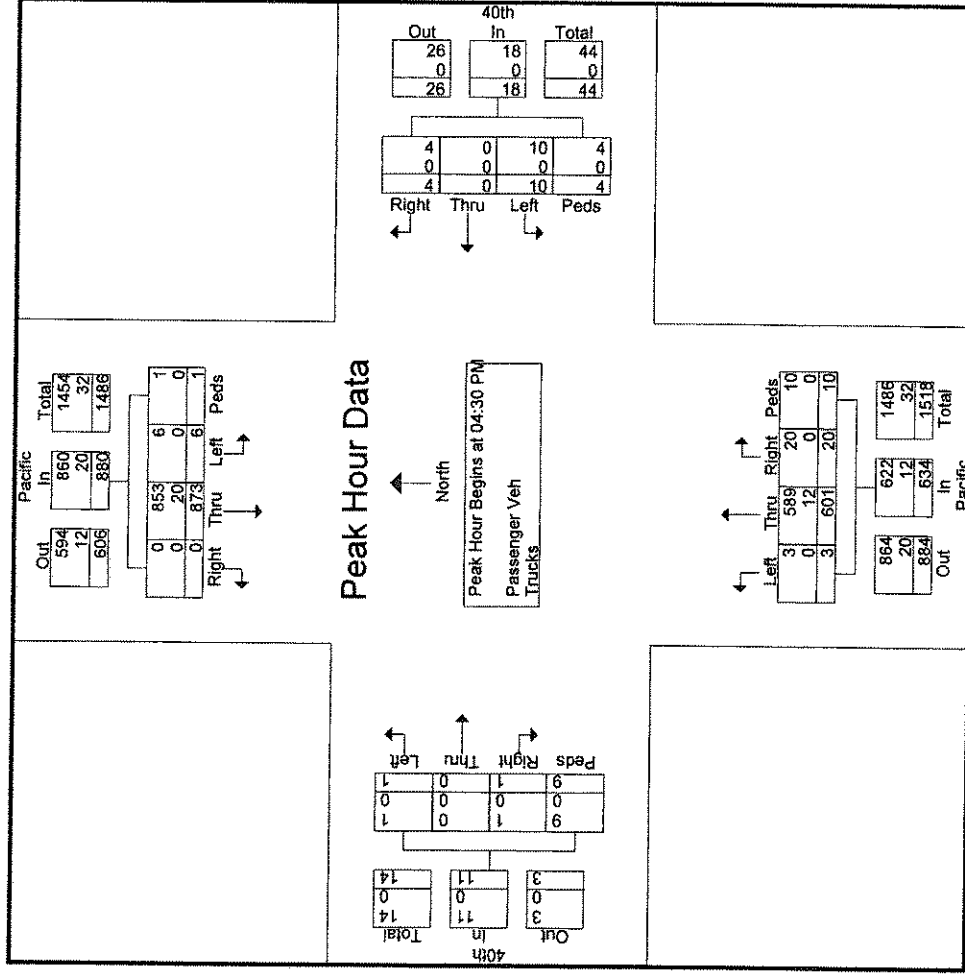 Pacific
Out In Total
594 860 1454
12 20 32
606 880 1486
0 853 6 1
0 20 0 0
0 873 6 1
Right Thru Left Peds
40th
Out In Total
26 18 44
0 0 0
26 18 44
4 0 10 4
0 0 0 0
4 0 10 4
Right Thru Left Peds
Peak Hour Data
North
Peak Hour Begins at 04:30 PM
Passenger Veh
Trucks
Left Thru Right Peds
1 0 1 9
0 0 0 0
1 0 1 9
Total In Out
14 11 3
0 0 0
14 11 3
40th
Left Thru Right Peds
3 589 20 10
0 12 0 0
3 601 20 10
864 622 1486
20 12 32
884 634 1518
Out In Total
Pacific